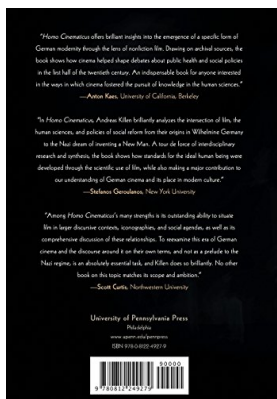 "Homo Cinematicus offers brilliant insights into the emergence of a specific form of
German modernity through the lens of nonfiction film. Drawing on archival sources, the
book shows how cinema helped shape debates about public health and social policies
in the first half of the twentieth century. An indispensable book for anyone interested
in the ways in which cinema fostered the pursuit of knowledge in the human sciences."
—Anton Kaes, University of California, Berkeley
"In Homo Cinematicus, Andreas Killen brilliantly analyses the intersection of film, the
human sciences, and policies of social reform from their origins in Wilhelmine Germany
to the Nazi dream of inventing a New Man. A tour de force of interdisciplinary
research and synthesis, the book shows how standards for the ideal human being were
developed through the scientific use of film, while also making a major contribution to
our understanding of German cinema and its place in modern culture."
—Stefanos Geroulanos, New York University
"Among Homo Cinematicus's many strengths is its outstanding ability to situate
film in larger discursive contexts, iconographies, and social agendas, as well as its
comprehensive discussion of these relationships. To reexamine this era of German
cinema and the discourse around it on their own terms, and not as a prelude to the
Nazi regime, is an absolutely essential task, and Killen does so brilliantly. No other
book on this topic matches its scope and ambition."
—Scott Curtis, Northwestern University
University of Pennsylvania Press
Philadelphia
www.upenn.edu/pennpress
ISBN 978-0-8122-4927-9
90000
9 780812 249279